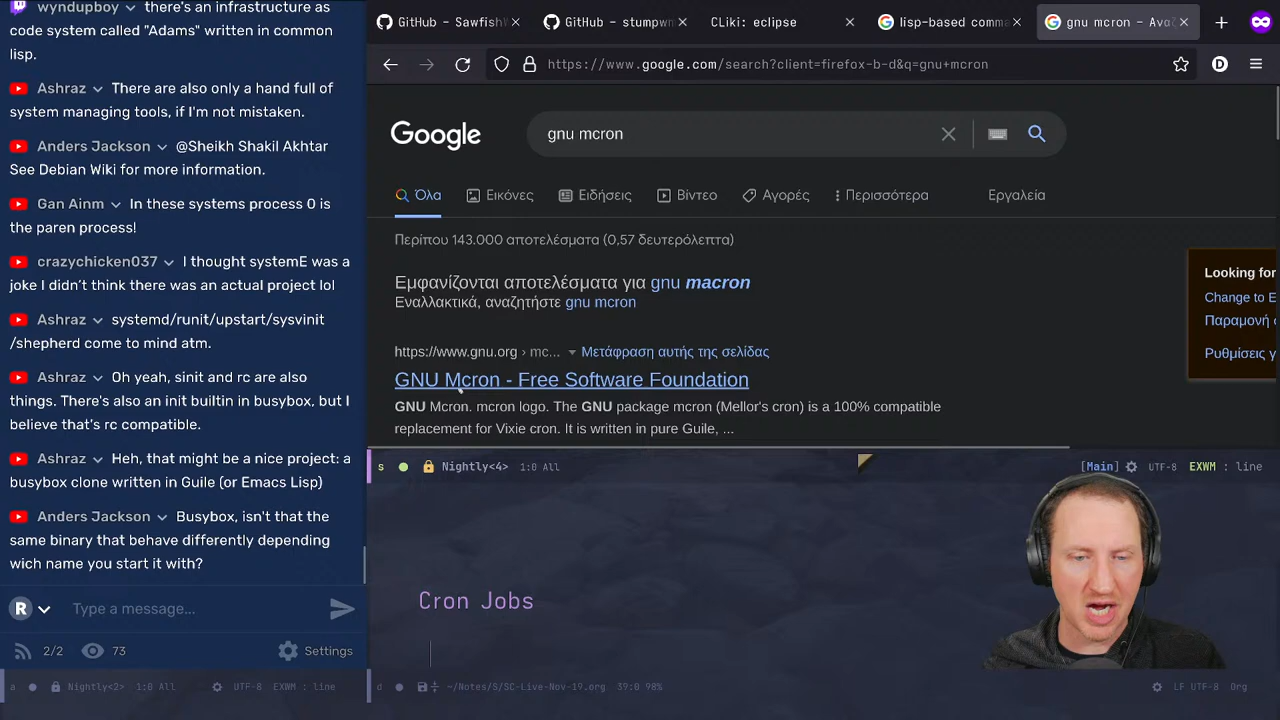 wyndupboy there's an infrastructure as
code system called "Adams" written in common
lisp.
Ashraz There are also only a hand full of
system managing tools, if I'm not mistaken.
Anders Jackson @Sheikh Shakil Akhtar
See Debian Wiki for more information.
Gan Ainm In these systems process 0 is
the paren process!
crazychicken037 I thought systemE was a
joke I didn't think there was an actual project lol
Ashraz systemd/runit/upstart/sysvinit
/shepherd come to mind atm.
Ashraz Oh yeah, sinit and rc are also
things. There's also an init builtin in busybox, but I
believe that's rc compatible.
Ashraz Heh, that might be a nice project: a
busybox clone written in Guile (or Emacs Lisp)
Anders Jackson Busybox, isn't that the
same binary that behave differently depending
wich name you start it with?
R Type a message...
2/2 73 Settings
Nightly<2> 1:0 All UTF-8 EXWM : line
GitHub - Sawfish GitHub - stumpw CLiki: eclipse lisp-based comma gnu mcron - Ava
https://www.google.com/search?client=firefox-b-d&q=gnu+mcron D
Google gnu mcron
Όλα Εικόνες Ειδήσεις Βίντεο Αγορές Περισσότερα Εργαλεία
Περίπου 143.000 αποτελέσματα (0,57 δευτερόλεπτα)
Εμφανίζονται αποτελέσματα για gnu macron
Εναλλακτικά, αναζητήστε gnu mcron
https://www.gnu.org › mc... Μετάφραση αυτής της σελίδας
GNU Mcron - Free Software Foundation
GNU Mcron. mcron logo. The GNU package mcron (Mellor's cron) is a 100% compatible
replacement for Vixie cron. It is written in pure Guile, ...
Looking for
Change to E
Παραμονή σ
Ρυθμίσεις γ
s Nightly<4> 1:0 All [Main] UTF-8 EXWM : line
Cron Jobs
d ~/Notes/S/SC-Live-Nov-19.org 39:0 98% LF UTF-8 Org